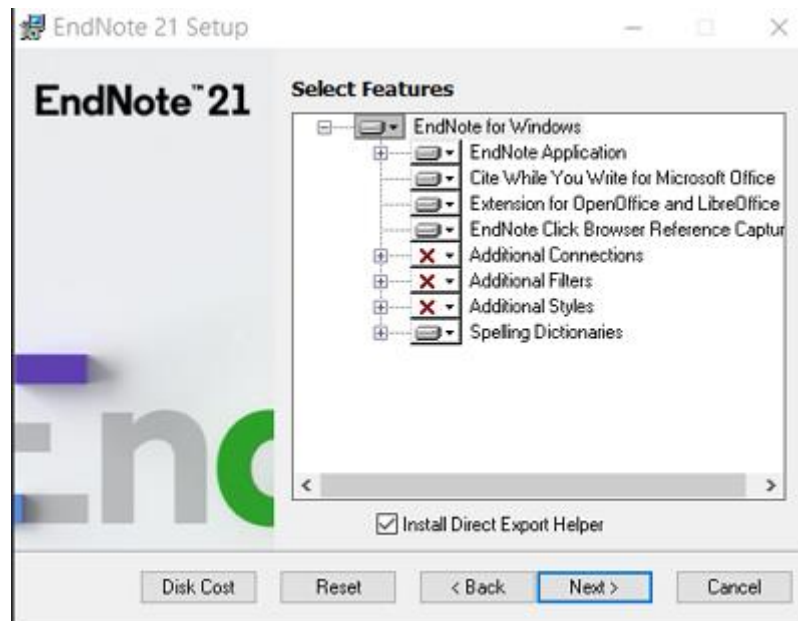 EndNote 21 Setup
EndNote™21
Select Features
EndNote for Windows
EndNote Application
Cite While You Write for Microsoft Office
Extension for OpenOffice and LibreOffice
EndNote Click Browser Reference Captur
Additional Connections
Additional Filters
Additional Styles
Spelling Dictionaries
En
Install Direct Export Helper
Disk Cost Reset < Back Next > Cancel